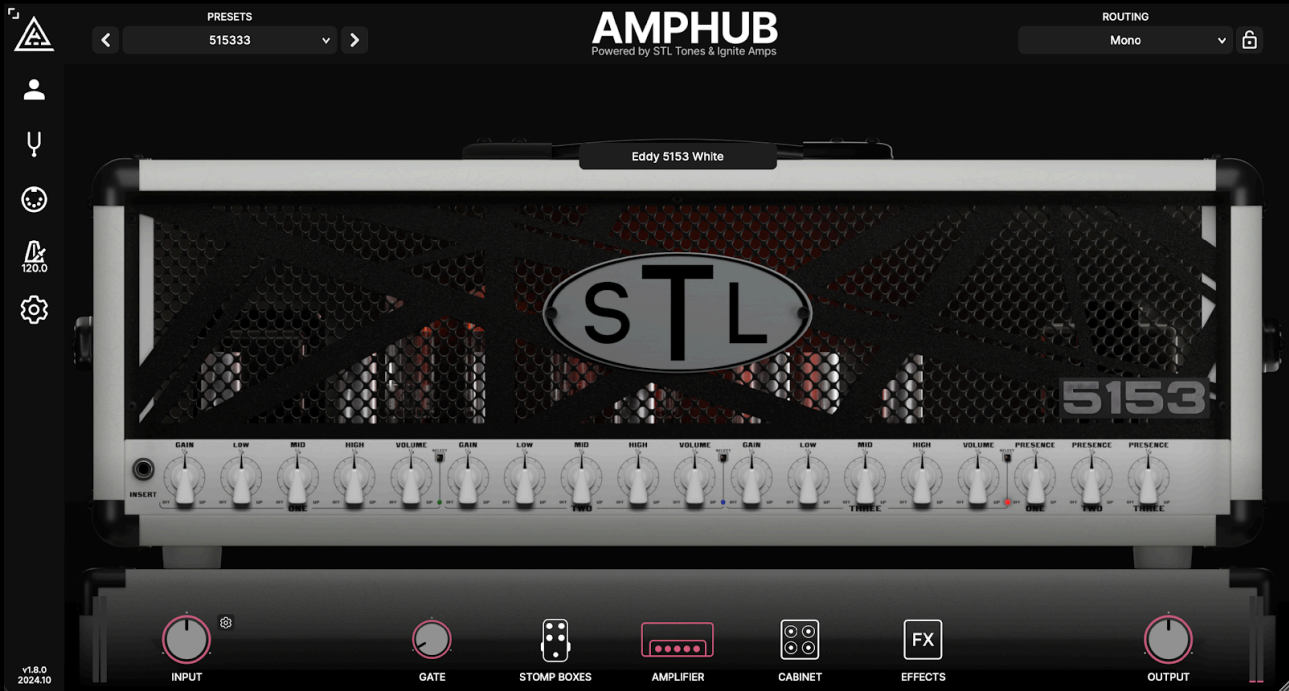 PRESETS
515333
AMPHUB
Powered by STL Tones & Ignite Amps
ROUTING
Mono
120.0
Eddy 5153 White
STL
5153
GAIN LOW MID HIGH VOLUME GAIN LOW MID HIGH VOLUME GAIN LOW MID HIGH VOLUME PRESENCE PRESENCE PRESENCE
SELECT SELECT SELECT
INSERT
ONE TWO THREE ONE TWO THREE
v1.8.0
2024.10
INPUT
GATE
STOMP BOXES
AMPLIFIER
CABINET
FX
EFFECTS
OUTPUT